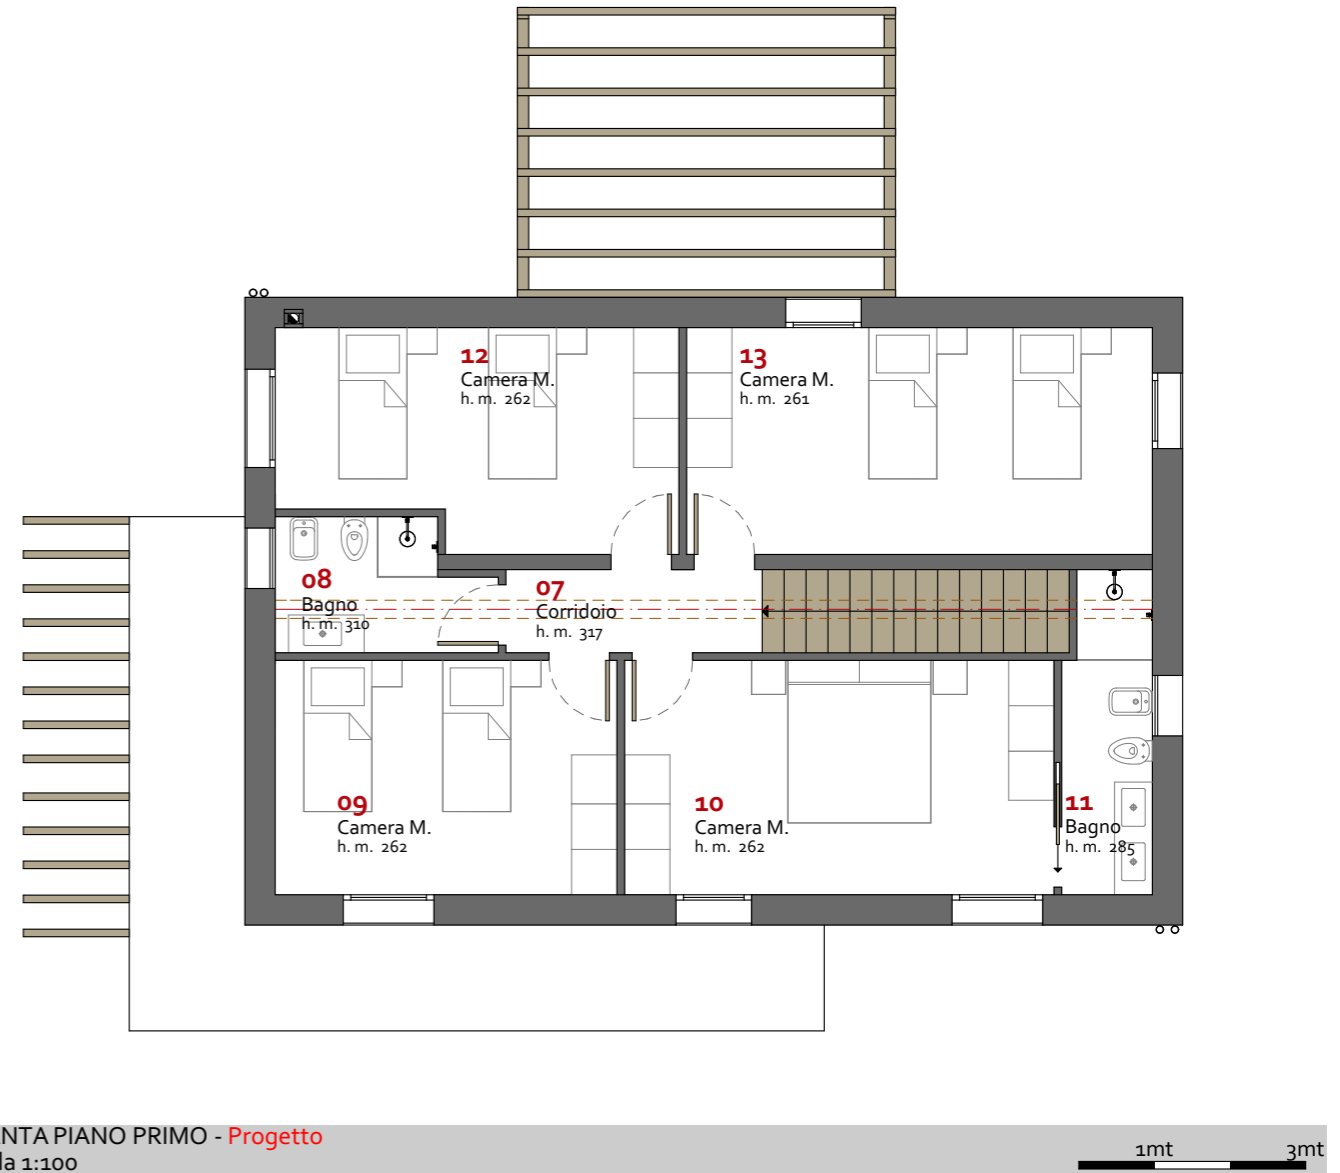 12
Camera M.
h. m. 262
13
Camera M.
h. m. 261
08
Bagno
h. m. 310
07
Corridoio
h. m. 317
09
Camera M.
h. m. 262
10
Camera M.
h. m. 262
11
Bagno
h. m. 285
ANTA PIANO PRIMO - Progetto
la 1:100
1mt 3mt